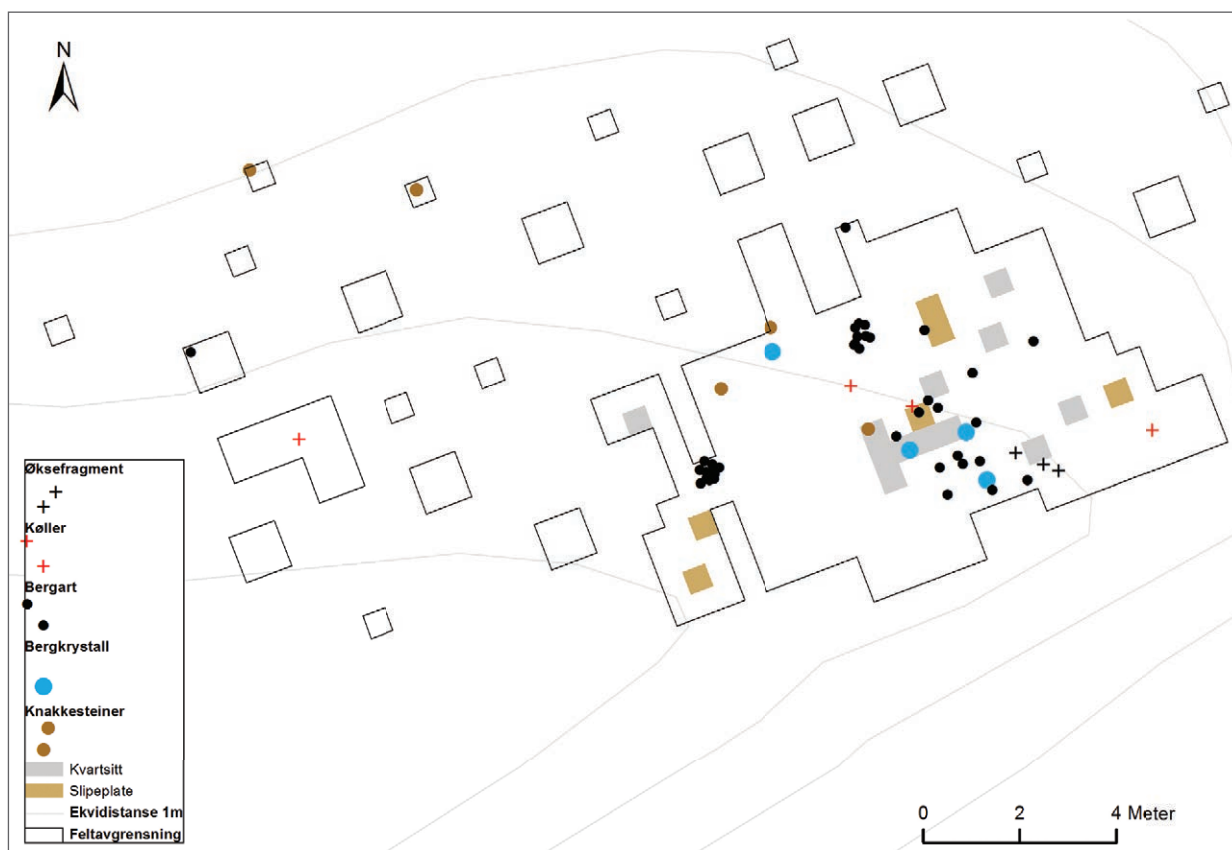 N
Øksefragment
Køller
Bergart
Bergkrystall
Knakkesteiner
Kvartsitt
Slipeplate
Ekvidistanse 1m
Feltavgrensning
0 2 4 Meter